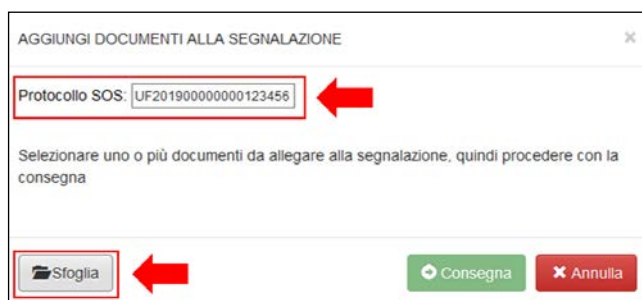 AGGIUNGI DOCUMENTI ALLA SEGNALAZIONE
Protocollo SOS: UF201900000000123456
Selezionare uno o più documenti da allegare alla segnalazione, quindi procedere con la
consegna
Sfoglia Consegna Annulla